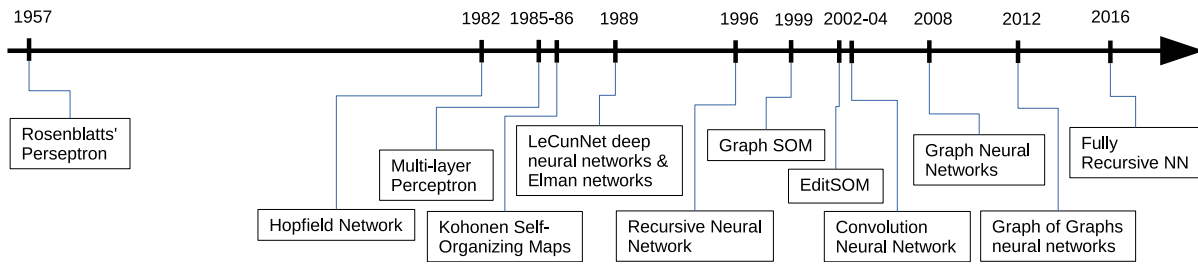 1957
1982
1985-86
1989
1996
1999
2002-04
2008
2012
2016
Rosenblatts'
Perseptron
Hopfield Network
Multi-layer
Perceptron
Kohonen Self-
Organizing Maps
LeCunNet deep
neural networks &
Elman networks
Recursive Neural
Network
Graph SOM
EditSOM
Convolution
Neural Network
Graph Neural
Networks
Graph of Graphs
neural networks
Fully
Recursive NN